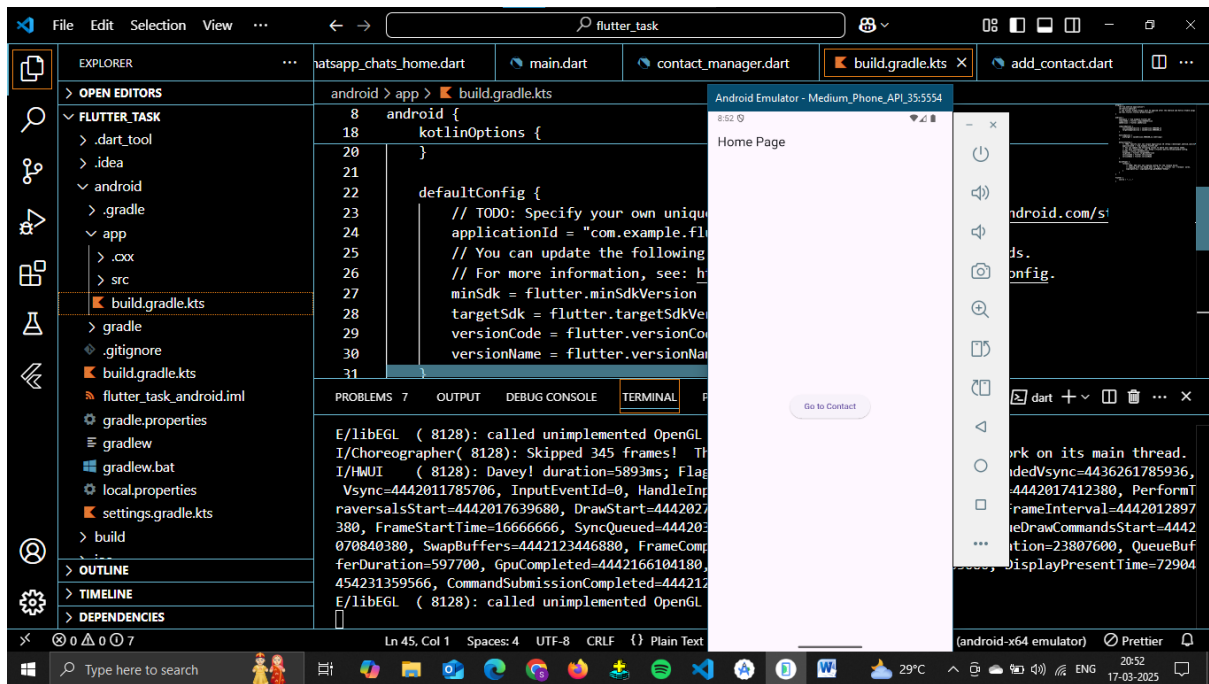 File Edit Selection View ··· flutter_task
EXPLORER ···
OPEN EDITORS
FLUTTER_TASK
.dart_tool
.idea
android
.gradle
app
.cxx
src
build.gradle.kts
gradle
.gitignore
build.gradle.kts
flutter_task_android.iml
gradle.properties
gradlew
gradlew.bat
local.properties
settings.gradle.kts
build
OUTLINE
TIMELINE
DEPENDENCIES
hatsapp_chats_home.dart main.dart contact_manager.dart build.gradle.kts add_contact.dart ···
android > app > build.gradle.kts
8 android {
18 kotlinOptions {
20 }
21
22 defaultConfig {
23 // TODO: Specify your own uniqu ndroid.com/st
24 applicationId = "com.example.flu
25 // You can update the following ds.
26 // For more information, see: h onfig.
27 minSdk = flutter.minSdkVersion
28 targetSdk = flutter.targetSdkVe
29 versionCode = flutter.versionCo
30 versionName = flutter.versionNa
31 }
PROBLEMS 7 OUTPUT DEBUG CONSOLE TERMINAL P dart ···
E/libEGL ( 8128): called unimplemented OpenGL
I/Choreographer( 8128): Skipped 345 frames! Th rk on its main thread.
I/HWUI ( 8128): Davey! duration=5893ms; Flag ndedVsync=4436261785936,
Vsync=4442011785706, InputEventId=0, HandleInp 4442017412380, PerformT
raversalsStart=4442017639680, DrawStart=4442027 FrameInterval=4442012897
380, FrameStartTime=16666666, SyncQueued=444203 ueDrawCommandsStart=4442
070840380, SwapBuffers=4442123446880, FrameComp tion=23807600, QueueBuf
ferDuration=597700, GpuCompleted=4442166104180, DisplayPresentTime=72904
454231359566, CommandSubmissionCompleted=444212
E/libEGL ( 8128): called unimplemented OpenGL
Android Emulator - Medium_Phone_API_35:5554
8:52
Home Page
Go to Contact
0 0 7 Ln 45, Col 1 Spaces: 4 UTF-8 CRLF {} Plain Text (android-x64 emulator) Prettier
Type here to search 29°C ENG 20:52
17-03-2025